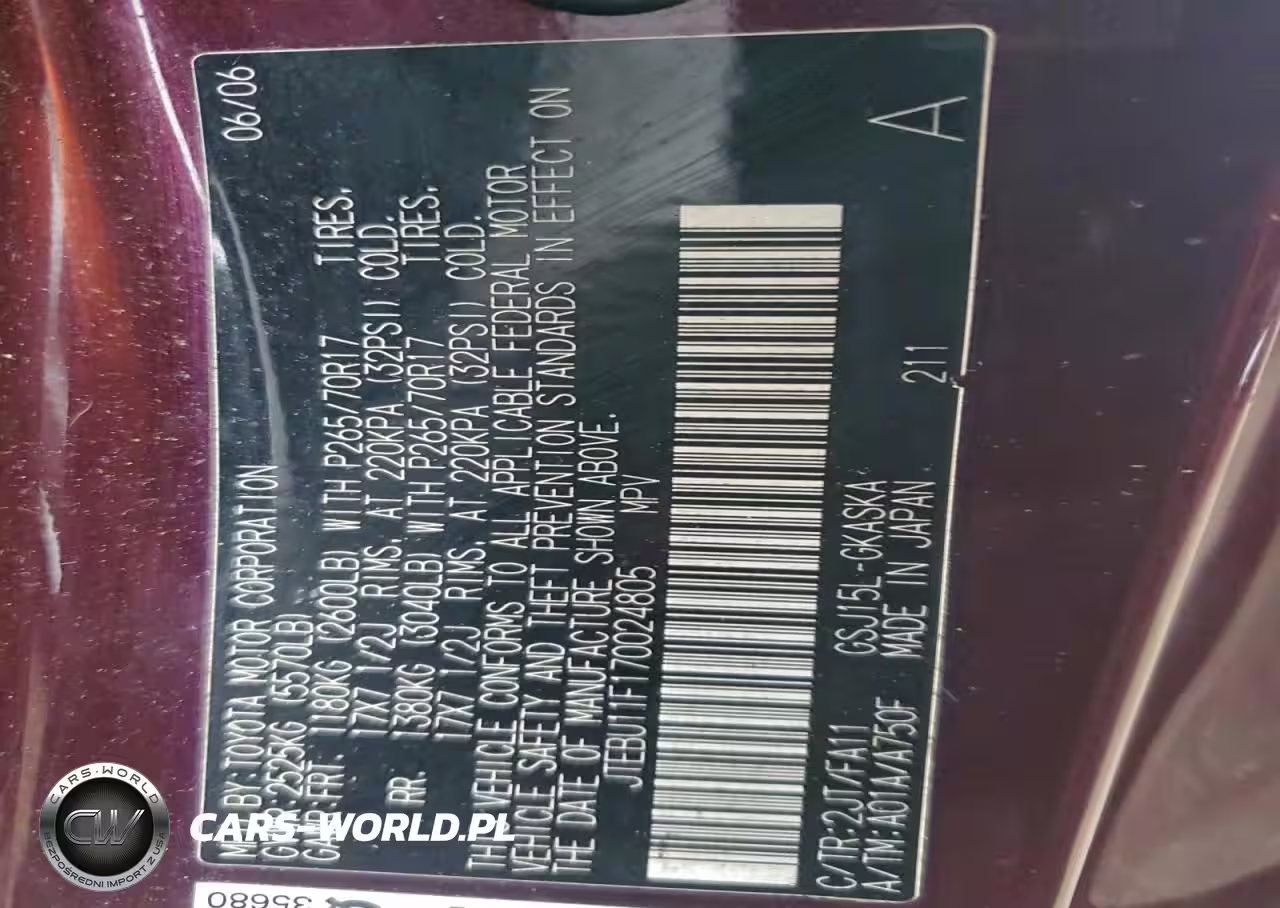 MFD BY:TOYOTA MOTOR CORPORATION 06/06
GVWR:2525KG (5570LB)
GAWR:FRT. 1180KG (2600LB) WITH P265/70R17 TIRES,
17X7 1/2J RIMS, AT 220KPA (32PSI) COLD.
RR. 1380KG (3040LB) WITH P265/70R17 TIRES,
17X7 1/2J RIMS, AT 220KPA (32PSI) COLD.
THIS VEHICLE CONFORMS TO ALL APPLICABLE FEDERAL MOTOR
VEHICLE SAFETY AND THEFT PREVENTION STANDARDS IN EFFECT ON
THE DATE OF MANUFACTURE SHOWN ABOVE.
JTEBU11F170024805 MPV
C/TR:2JT/FA11 GSJ15L-GKASKA
A/TM:A01A/A750F MADE IN JAPAN 211
A
35680
CARS-WORLD
CW
BEZPOŚREDNI IMPORT Z USA
CARS-WORLD.PL